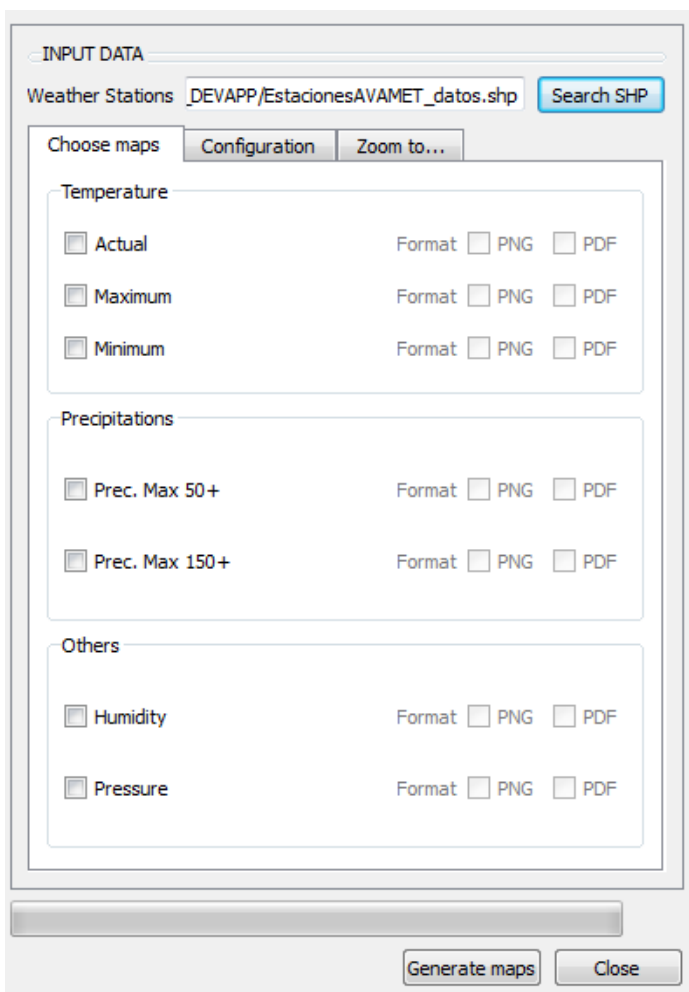 INPUT DATA
Weather Stations _DEVAPP/EstacionesAVAMET_datos.shp Search SHP
Choose maps Configuration Zoom to...
Temperature
Actual Format PNG PDF
Maximum Format PNG PDF
Minimum Format PNG PDF
Precipitations
Prec. Max 50+ Format PNG PDF
Prec. Max 150+ Format PNG PDF
Others
Humidity Format PNG PDF
Pressure Format PNG PDF
Generate maps Close